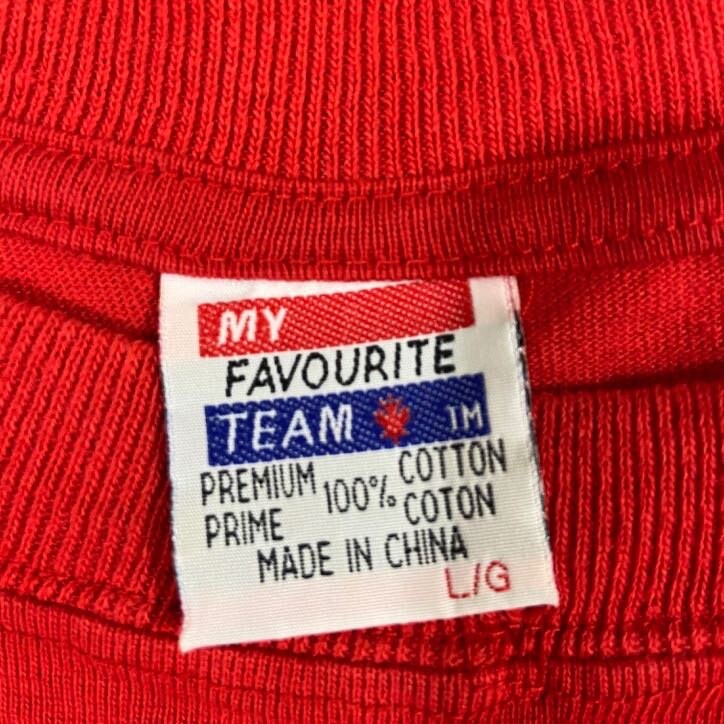 MY
FAVOURITE
TEAM TM
PREMIUM 100% COTTON
PRIME COTON
MADE IN CHINA
L/G